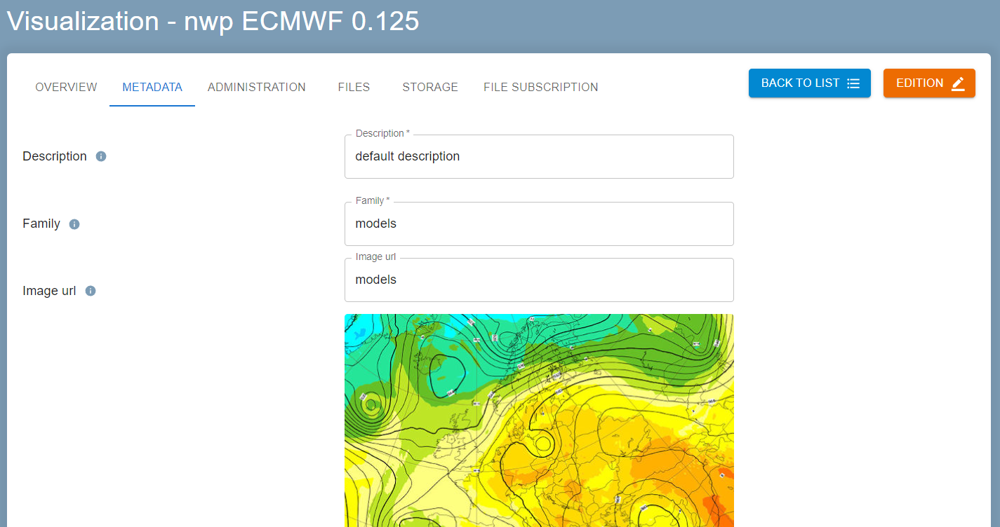 Visualization - nwp ECMWF 0.125
OVERVIEW
METADATA
ADMINISTRATION
FILES
STORAGE
FILE SUBSCRIPTION
BACK TO LIST
EDITION
Description
Description *
default description
Family
Family *
models
Image url
Image url
models